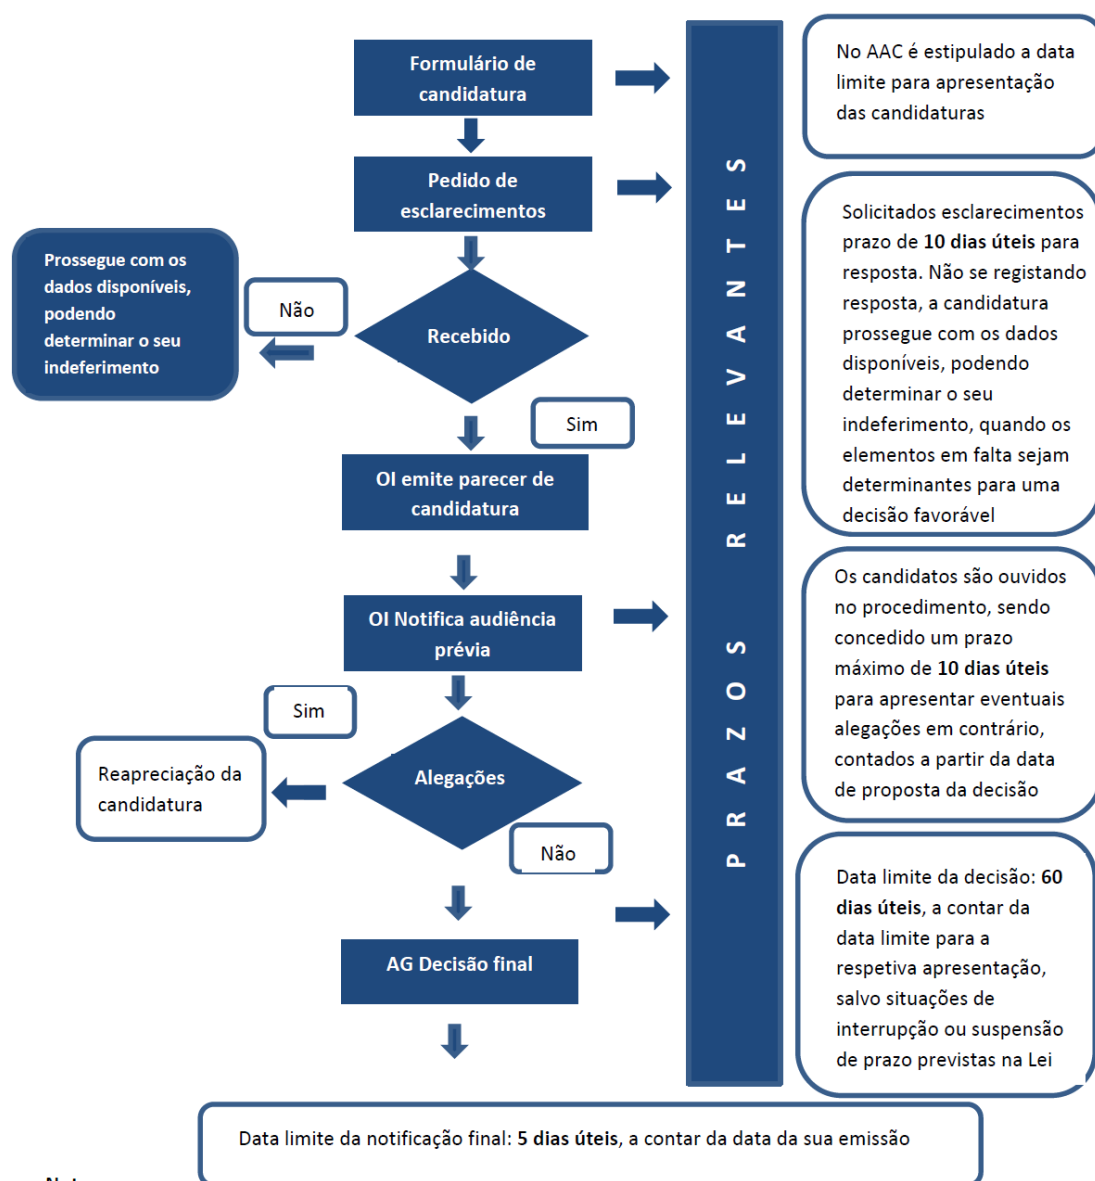 Formulário de
candidatura
No AAC é estipulado a data
limite para apresentação
das candidaturas
Pedido de
esclarecimentos
Solicitados esclarecimentos
prazo de 10 dias úteis para
resposta. Não se registando
resposta, a candidatura
prossegue com os dados
disponíveis, podendo
determinar o seu
indeferimento, quando os
elementos em falta sejam
determinantes para uma
decisão favorável
Prossegue com os
dados disponíveis,
podendo
determinar o seu
indeferimento
Não
Recebido
Sim
OI emite parecer de
candidatura
OI Notifica audiência
prévia
Os candidatos são ouvidos
no procedimento, sendo
concedido um prazo
máximo de 10 dias úteis
para apresentar eventuais
alegações em contrário,
contados a partir da data
de proposta da decisão
Sim
Reapreciação da
candidatura
Alegações
Não
Data limite da decisão: 60
dias úteis, a contar da
data limite para a
respetiva apresentação,
salvo situações de
interrupção ou suspensão
de prazo previstas na Lei
AG Decisão final
PRAZOS RELEVANTES
Data limite da notificação final: 5 dias úteis, a contar da data da sua emissão